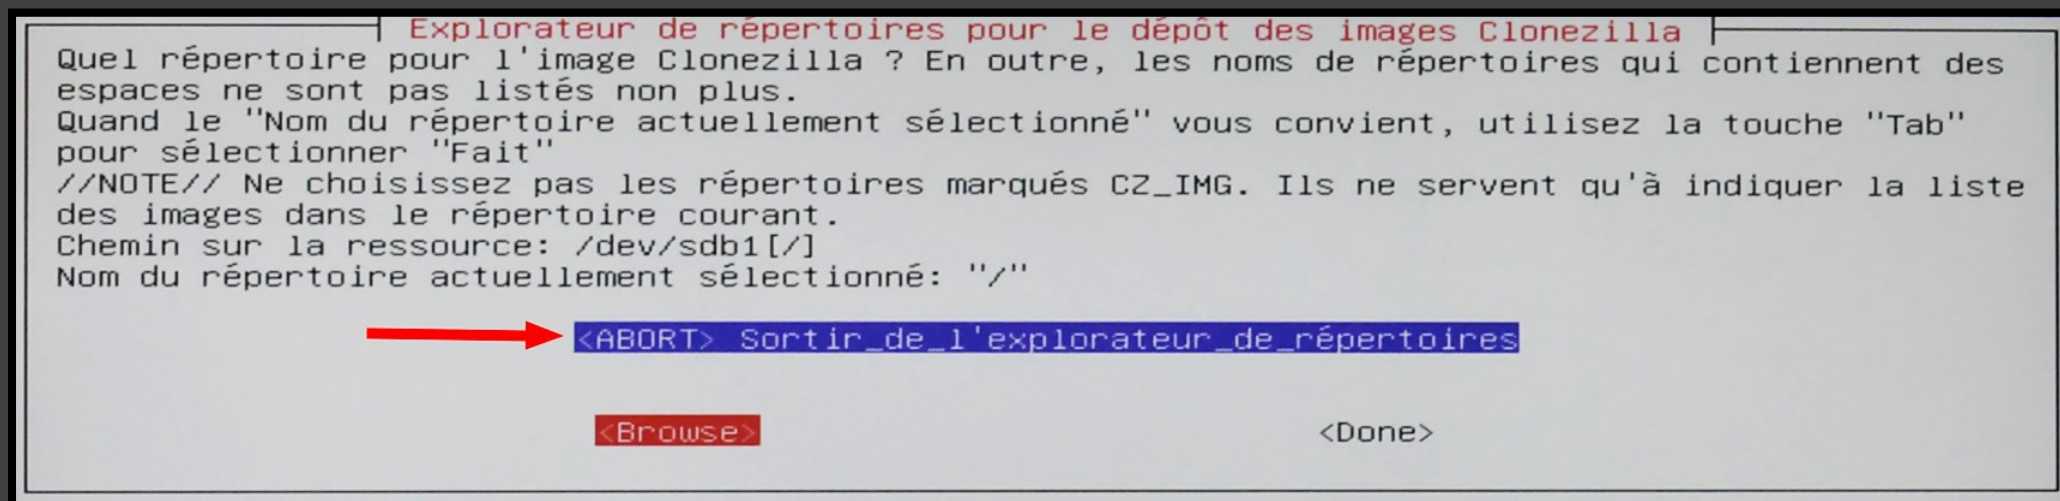 Explorateur de répertoires pour le dépôt des images Clonezilla
Quel répertoire pour l'image Clonezilla ? En outre, les noms de répertoires qui contiennent des
espaces ne sont pas listés non plus.
Quand le "Nom du répertoire actuellement sélectionné" vous convient, utilisez la touche "Tab"
pour sélectionner "Fait"
//NOTE// Ne choisissez pas les répertoires marqués CZ_IMG. Ils ne servent qu'à indiquer la liste
des images dans le répertoire courant.
Chemin sur la ressource: /dev/sdb1[/]
Nom du répertoire actuellement sélectionné: "/"
<ABORT> Sortir_de_l'explorateur_de_répertoires
<Browse> <Done>